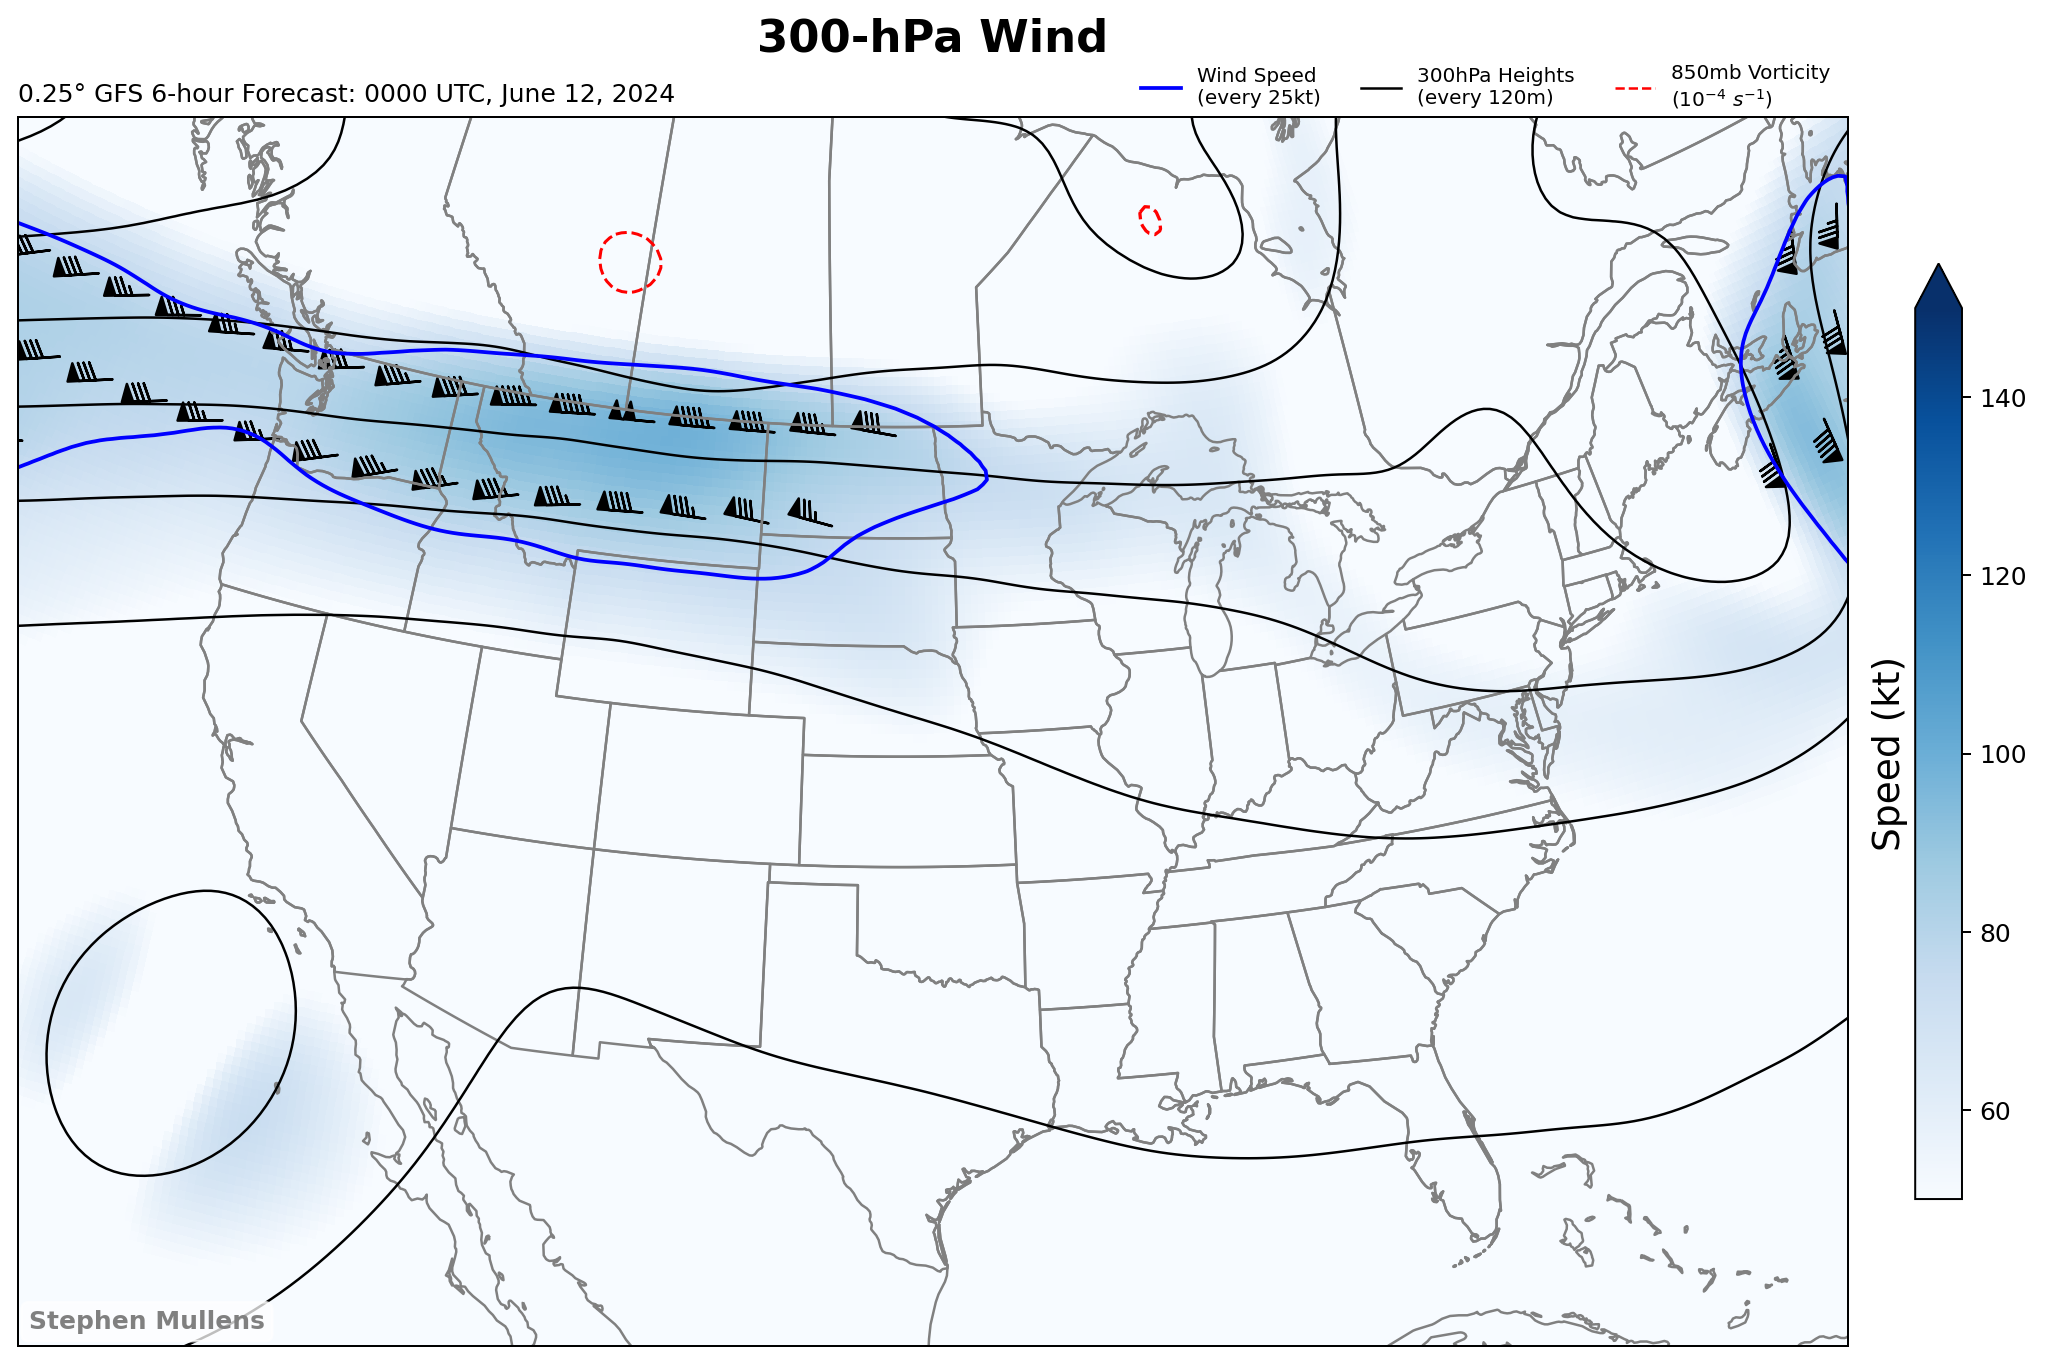 300-hPa Wind
0.25° GFS 6-hour Forecast: 0000 UTC, June 12, 2024
Wind Speed
(every 25kt)
300hPa Heights
(every 120m)
850mb Vorticity
(10⁻⁴ s⁻¹)
140
120
100
80
60
Speed (kt)
Stephen Mullens